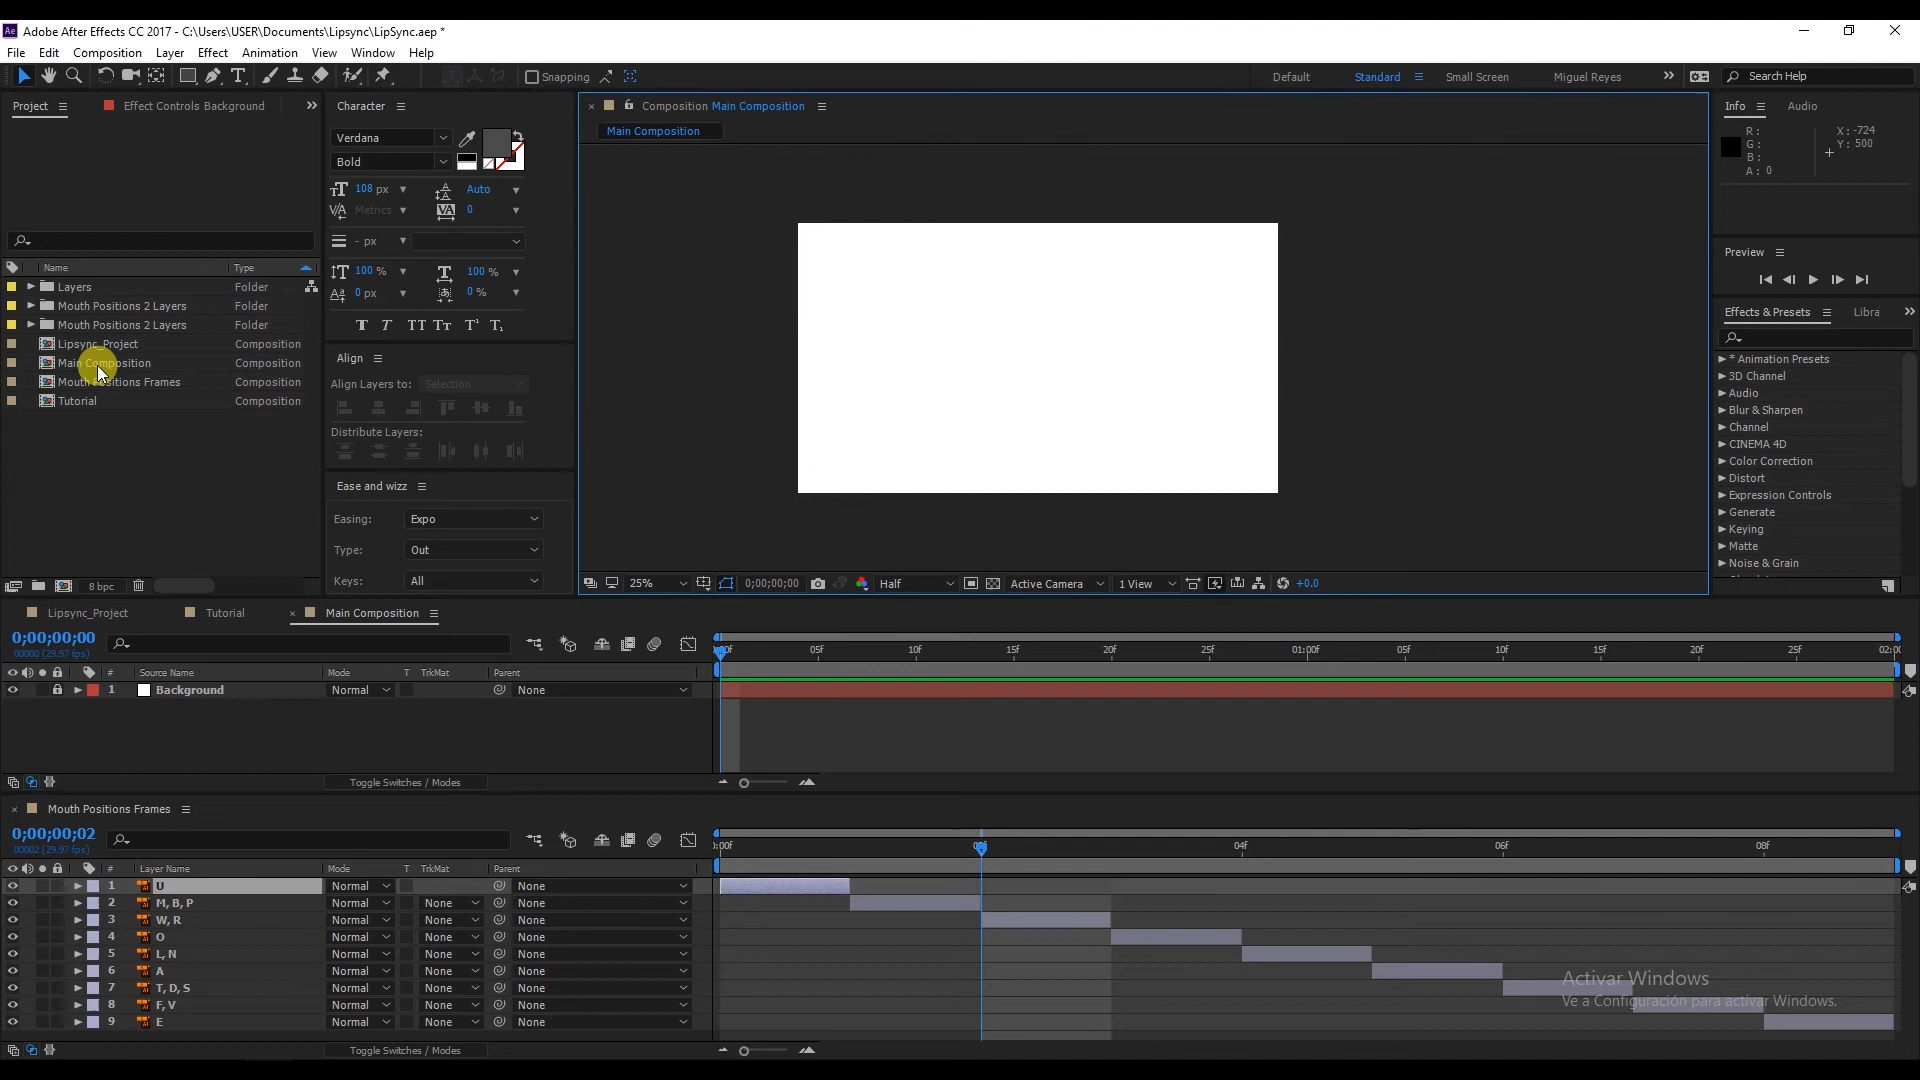 Adobe After Effects CC 2017 - C:\Users\USER\Documents\Lipsync\LipSync.aep *
File Edit Composition Layer Effect Animation View Window Help
Snapping Default Standard Small Screen Miguel Reyes Search Help
Project Effect Controls Background
Name Type
Layers Folder
Mouth Positions 2 Layers Folder
Mouth Positions 2 Layers Folder
Lipsync_Project Composition
Main Composition Composition
Mouth Positions Frames Composition
Tutorial Composition
8 bpc
Character
Verdana
Bold
108 px Auto
Metrics 0
- px
100 % 100 %
0 px 0 %
Align
Align Layers to: Selection
Distribute Layers:
Ease and wizz
Easing: Expo
Type: Out
Keys: All
Composition Main Composition
Main Composition
25% 0;00;00;00 Half Active Camera 1 View +0.0
Info Audio
R: X: -724
G: Y: 500
B:
A: 0
Preview
Effects & Presets Libra
* Animation Presets
3D Channel
Audio
Blur & Sharpen
Channel
CINEMA 4D
Color Correction
Distort
Expression Controls
Generate
Keying
Matte
Noise & Grain
Lipsync_Project Tutorial Main Composition
0;00;00;00
00000 (29.97 fps)
05f 10f 15f 20f 25f 01:00f 05f 10f 15f 20f 25f
# Source Name Mode T TrkMat Parent
1 Background Normal None
Toggle Switches / Modes
Mouth Positions Frames
0;00;00;02
00002 (29.97 fps)
04f 06f 08f
# Layer Name Mode T TrkMat Parent
1 U Normal None
2 M, B, P Normal None None
3 W, R Normal None None
4 O Normal None None
5 L, N Normal None None
6 A Normal None None
7 T, D, S Normal None None
8 F, V Normal None None
9 E Normal None None
Toggle Switches / Modes
Activar Windows
Ve a Configuración para activar Windows.